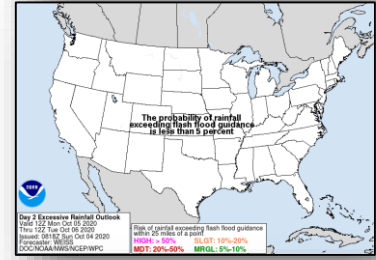 The probability of rainfall
exceeding flash flood guidance
is less than 5 percent
Day 2 Excessive Rainfall Outlook
Valid 12Z Mon Oct 05 2020
Thru 12Z Tue Oct 06 2020
Issued: 0818Z Sun Oct 04 2020
Forecaster: WEISS
DOC/NOAA/NWS/NCEP/WPC
Risk of rainfall exceeding flash flood guidance
within 25 miles of a point
HIGH: > 50% SLGT: 10%-20%
MDT: 20%-50% MRGL: 5%-10%